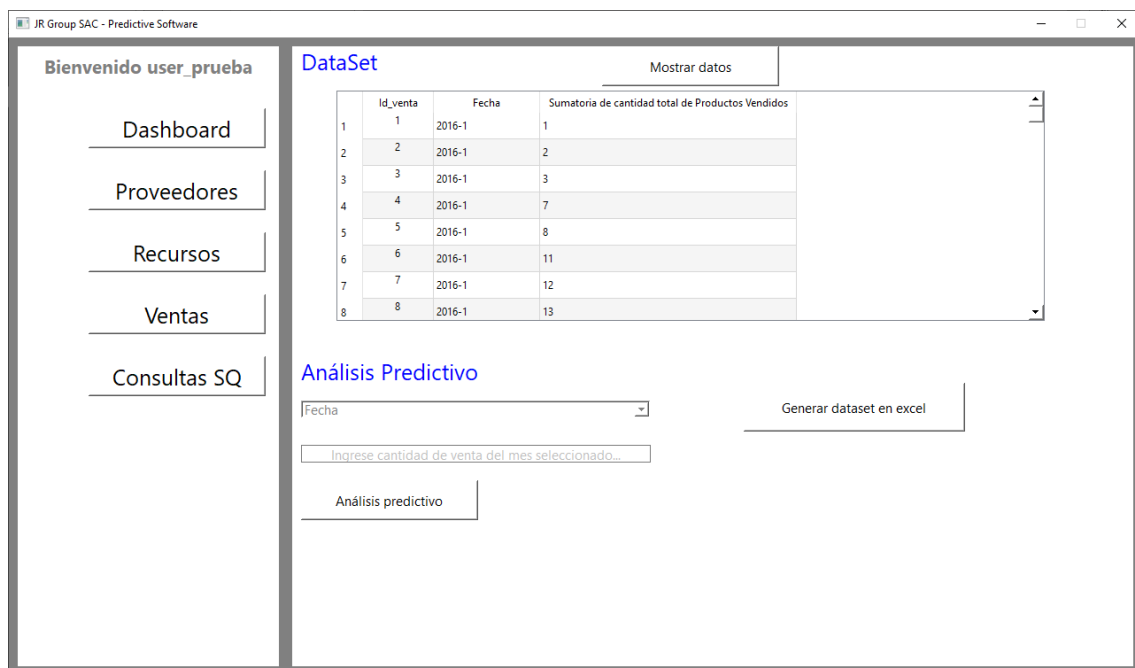 JR Group SAC - Predictive Software
Bienvenido user_prueba
Dashboard
Proveedores
Recursos
Ventas
Consultas SQ
DataSet
Mostrar datos
Id_venta Fecha Sumatoria de cantidad total de Productos Vendidos
1 1 2016-1 1
2 2 2016-1 2
3 3 2016-1 3
4 4 2016-1 7
5 5 2016-1 8
6 6 2016-1 11
7 7 2016-1 12
8 8 2016-1 13
Análisis Predictivo
Fecha
Generar dataset en excel
Ingrese cantidad de venta del mes seleccionado...
Análisis predictivo